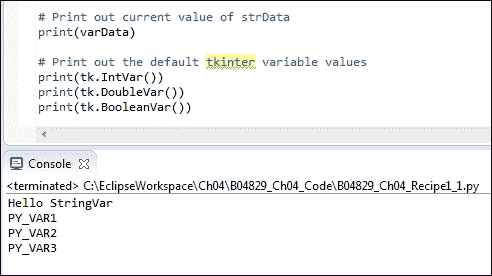 # Print out current value of strData
print(varData)
# Print out the default tkinter variable values
print(tk.IntVar())
print(tk.DoubleVar())
print(tk.BooleanVar())
Console
<terminated> C:\EclipseWorkspace\Ch04\B04829_Ch04_Code\B04829_Ch04_Recipe1_1.py
Hello StringVar
PY_VAR1
PY_VAR2
PY_VAR3